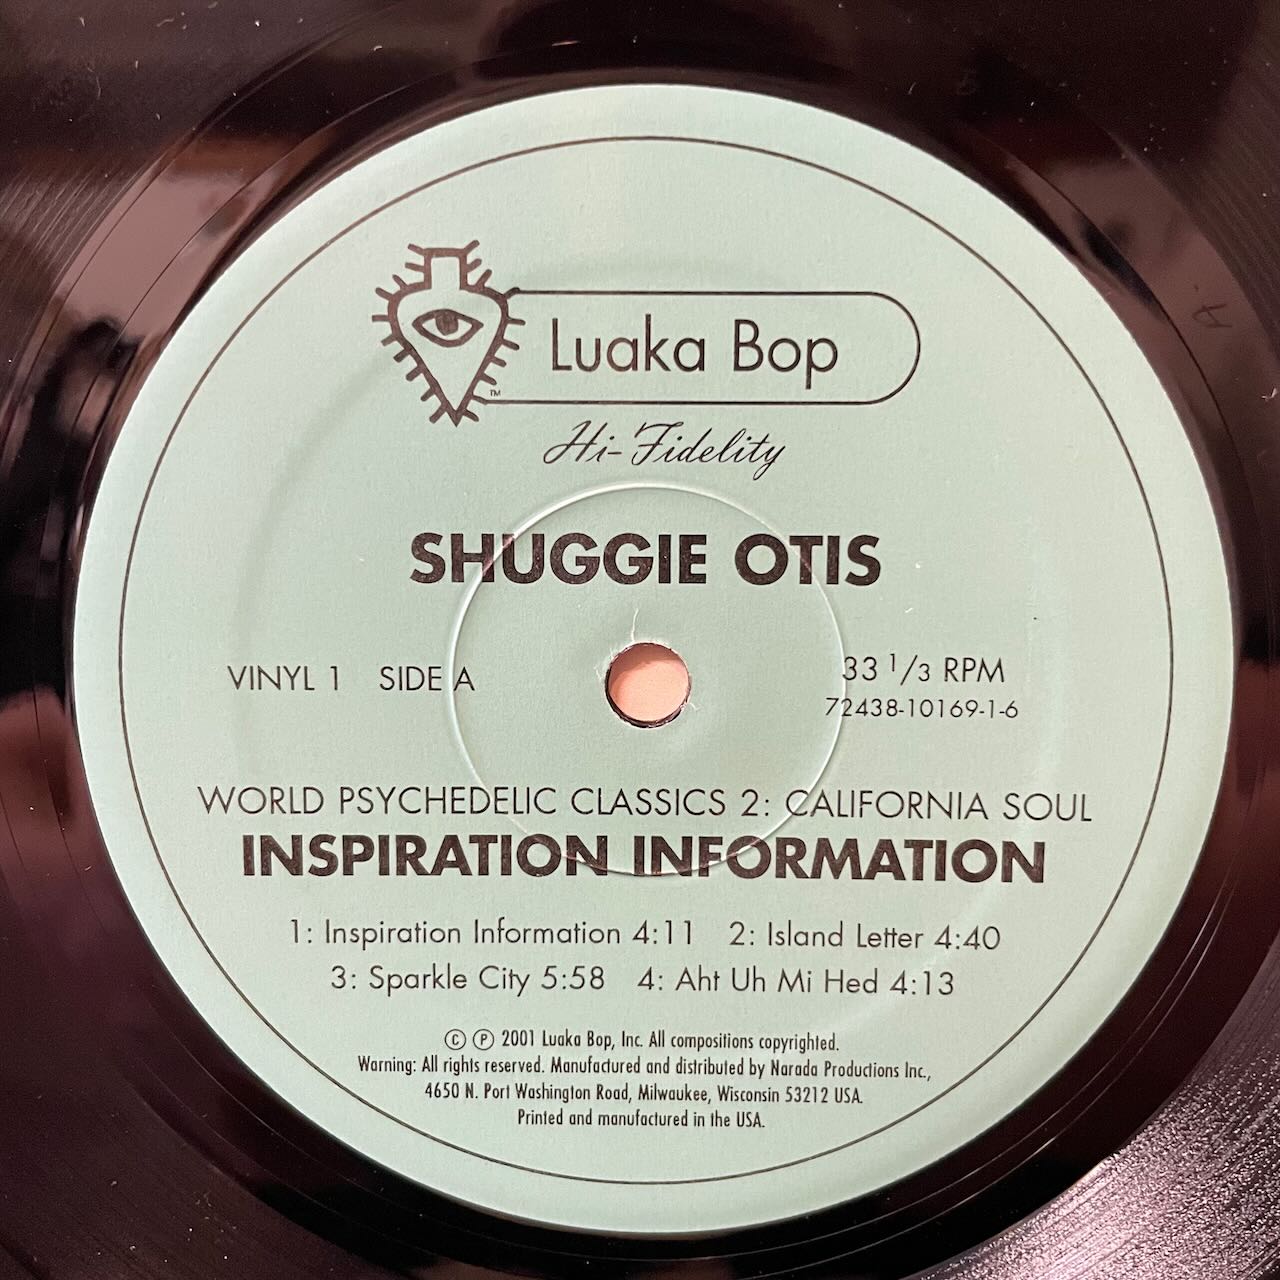 Luaka Bop
TM
Hi-Fidelity
SHUGGIE OTIS
VINYL 1 SIDE A
33 1/3 RPM
72438-10169-1-6
WORLD PSYCHEDELIC CLASSICS 2: CALIFORNIA SOUL
INSPIRATION INFORMATION
1: Inspiration Information 4:11 2: Island Letter 4:40
3: Sparkle City 5:58 4: Aht Uh Mi Hed 4:13
© ℗ 2001 Luaka Bop, Inc. All compositions copyrighted.
Warning: All rights reserved. Manufactured and distributed by Narada Productions Inc.,
4650 N. Port Washington Road, Milwaukee, Wisconsin 53212 USA.
Printed and manufactured in the USA.